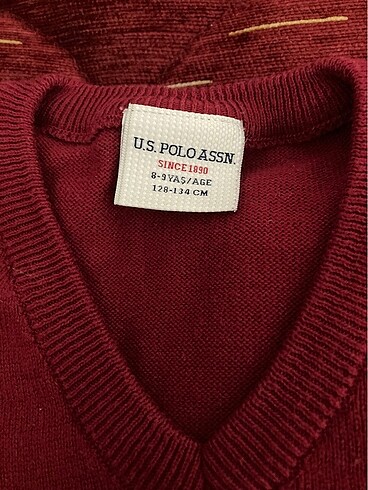 U.S. POLO ASSN.
SINCE 1890
8-9 YAŞ/AGE
128-134 CM